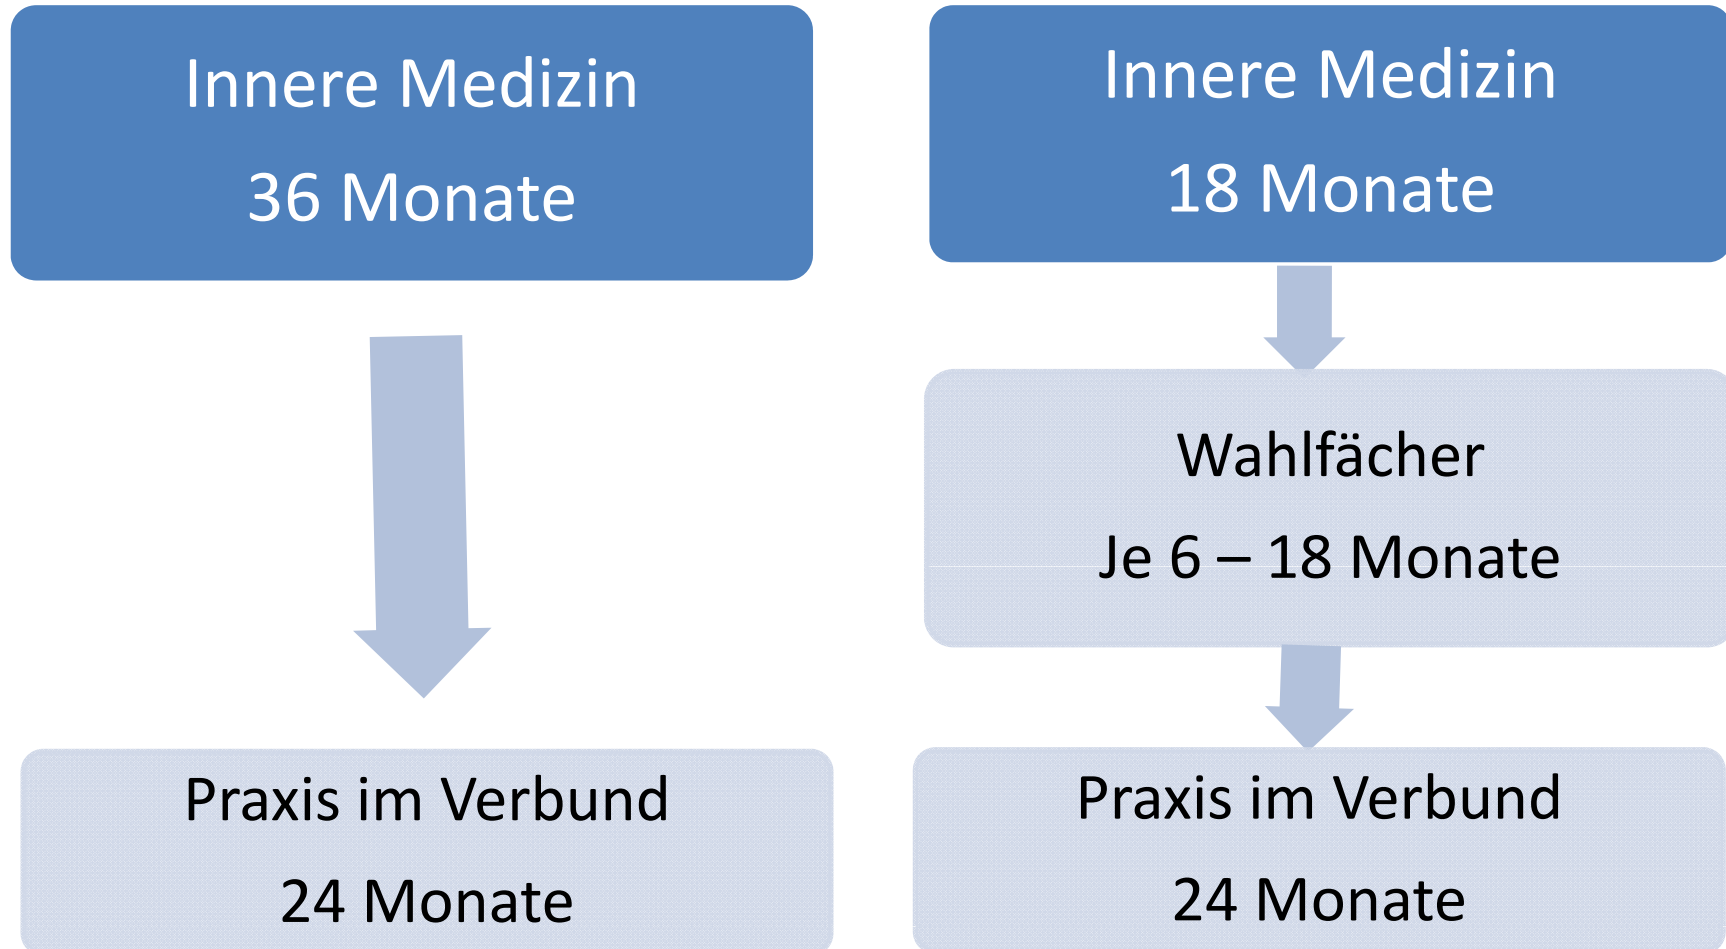 Innere Medizin
36 Monate
Praxis im Verbund
24 Monate
Innere Medizin
18 Monate
Wahlfächer
Je 6 – 18 Monate
Praxis im Verbund
24 Monate